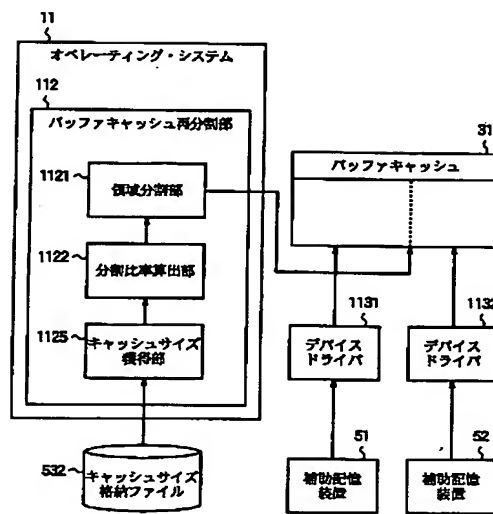 11
オペレーティング・システム
112
バッファキャッシュ再分割部
1121
領域分割部
1122
分割比率算出部
1125
キャッシュサイズ
獲得部
532
キャッシュサイズ
格納ファイル
31
バッファキャッシュ
1131
デバイス
ドライバ
1132
デバイス
ドライバ
51
補助記憶
装置
52
補助記憶
装置